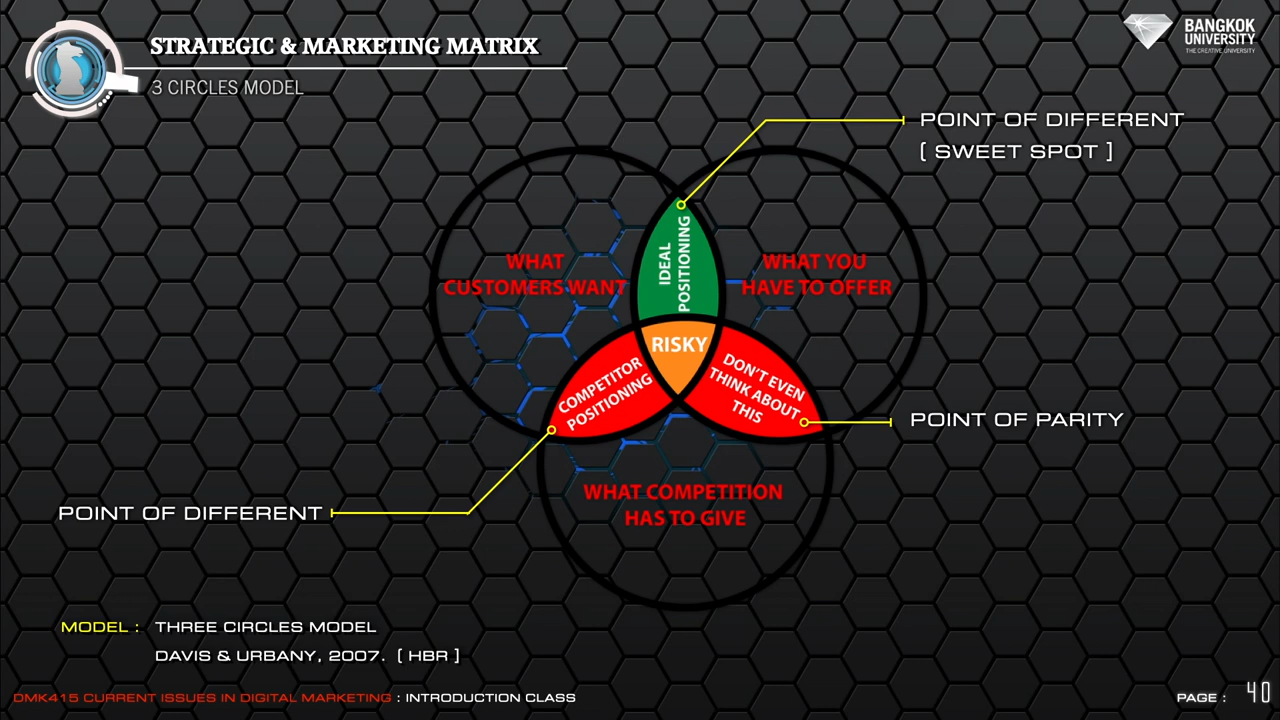 STRATEGIC & MARKETING MATRIX
3 CIRCLES MODEL
BANGKOK
UNIVERSITY
THE CREATIVE UNIVERSITY
POINT OF DIFFERENT
[ SWEET SPOT ]
WHAT
CUSTOMERS WANT
IDEAL
POSITIONING
WHAT YOU
HAVE TO OFFER
RISKY
COMPETITOR
POSITIONING
DON'T EVEN
THINK ABOUT
THIS
POINT OF PARITY
WHAT COMPETITION
HAS TO GIVE
POINT OF DIFFERENT
MODEL : THREE CIRCLES MODEL
DAVIS & URBANY, 2007. [ HBR ]
DMK415 CURRENT ISSUES IN DIGITAL MARKETING : INTRODUCTION CLASS
PAGE : 40